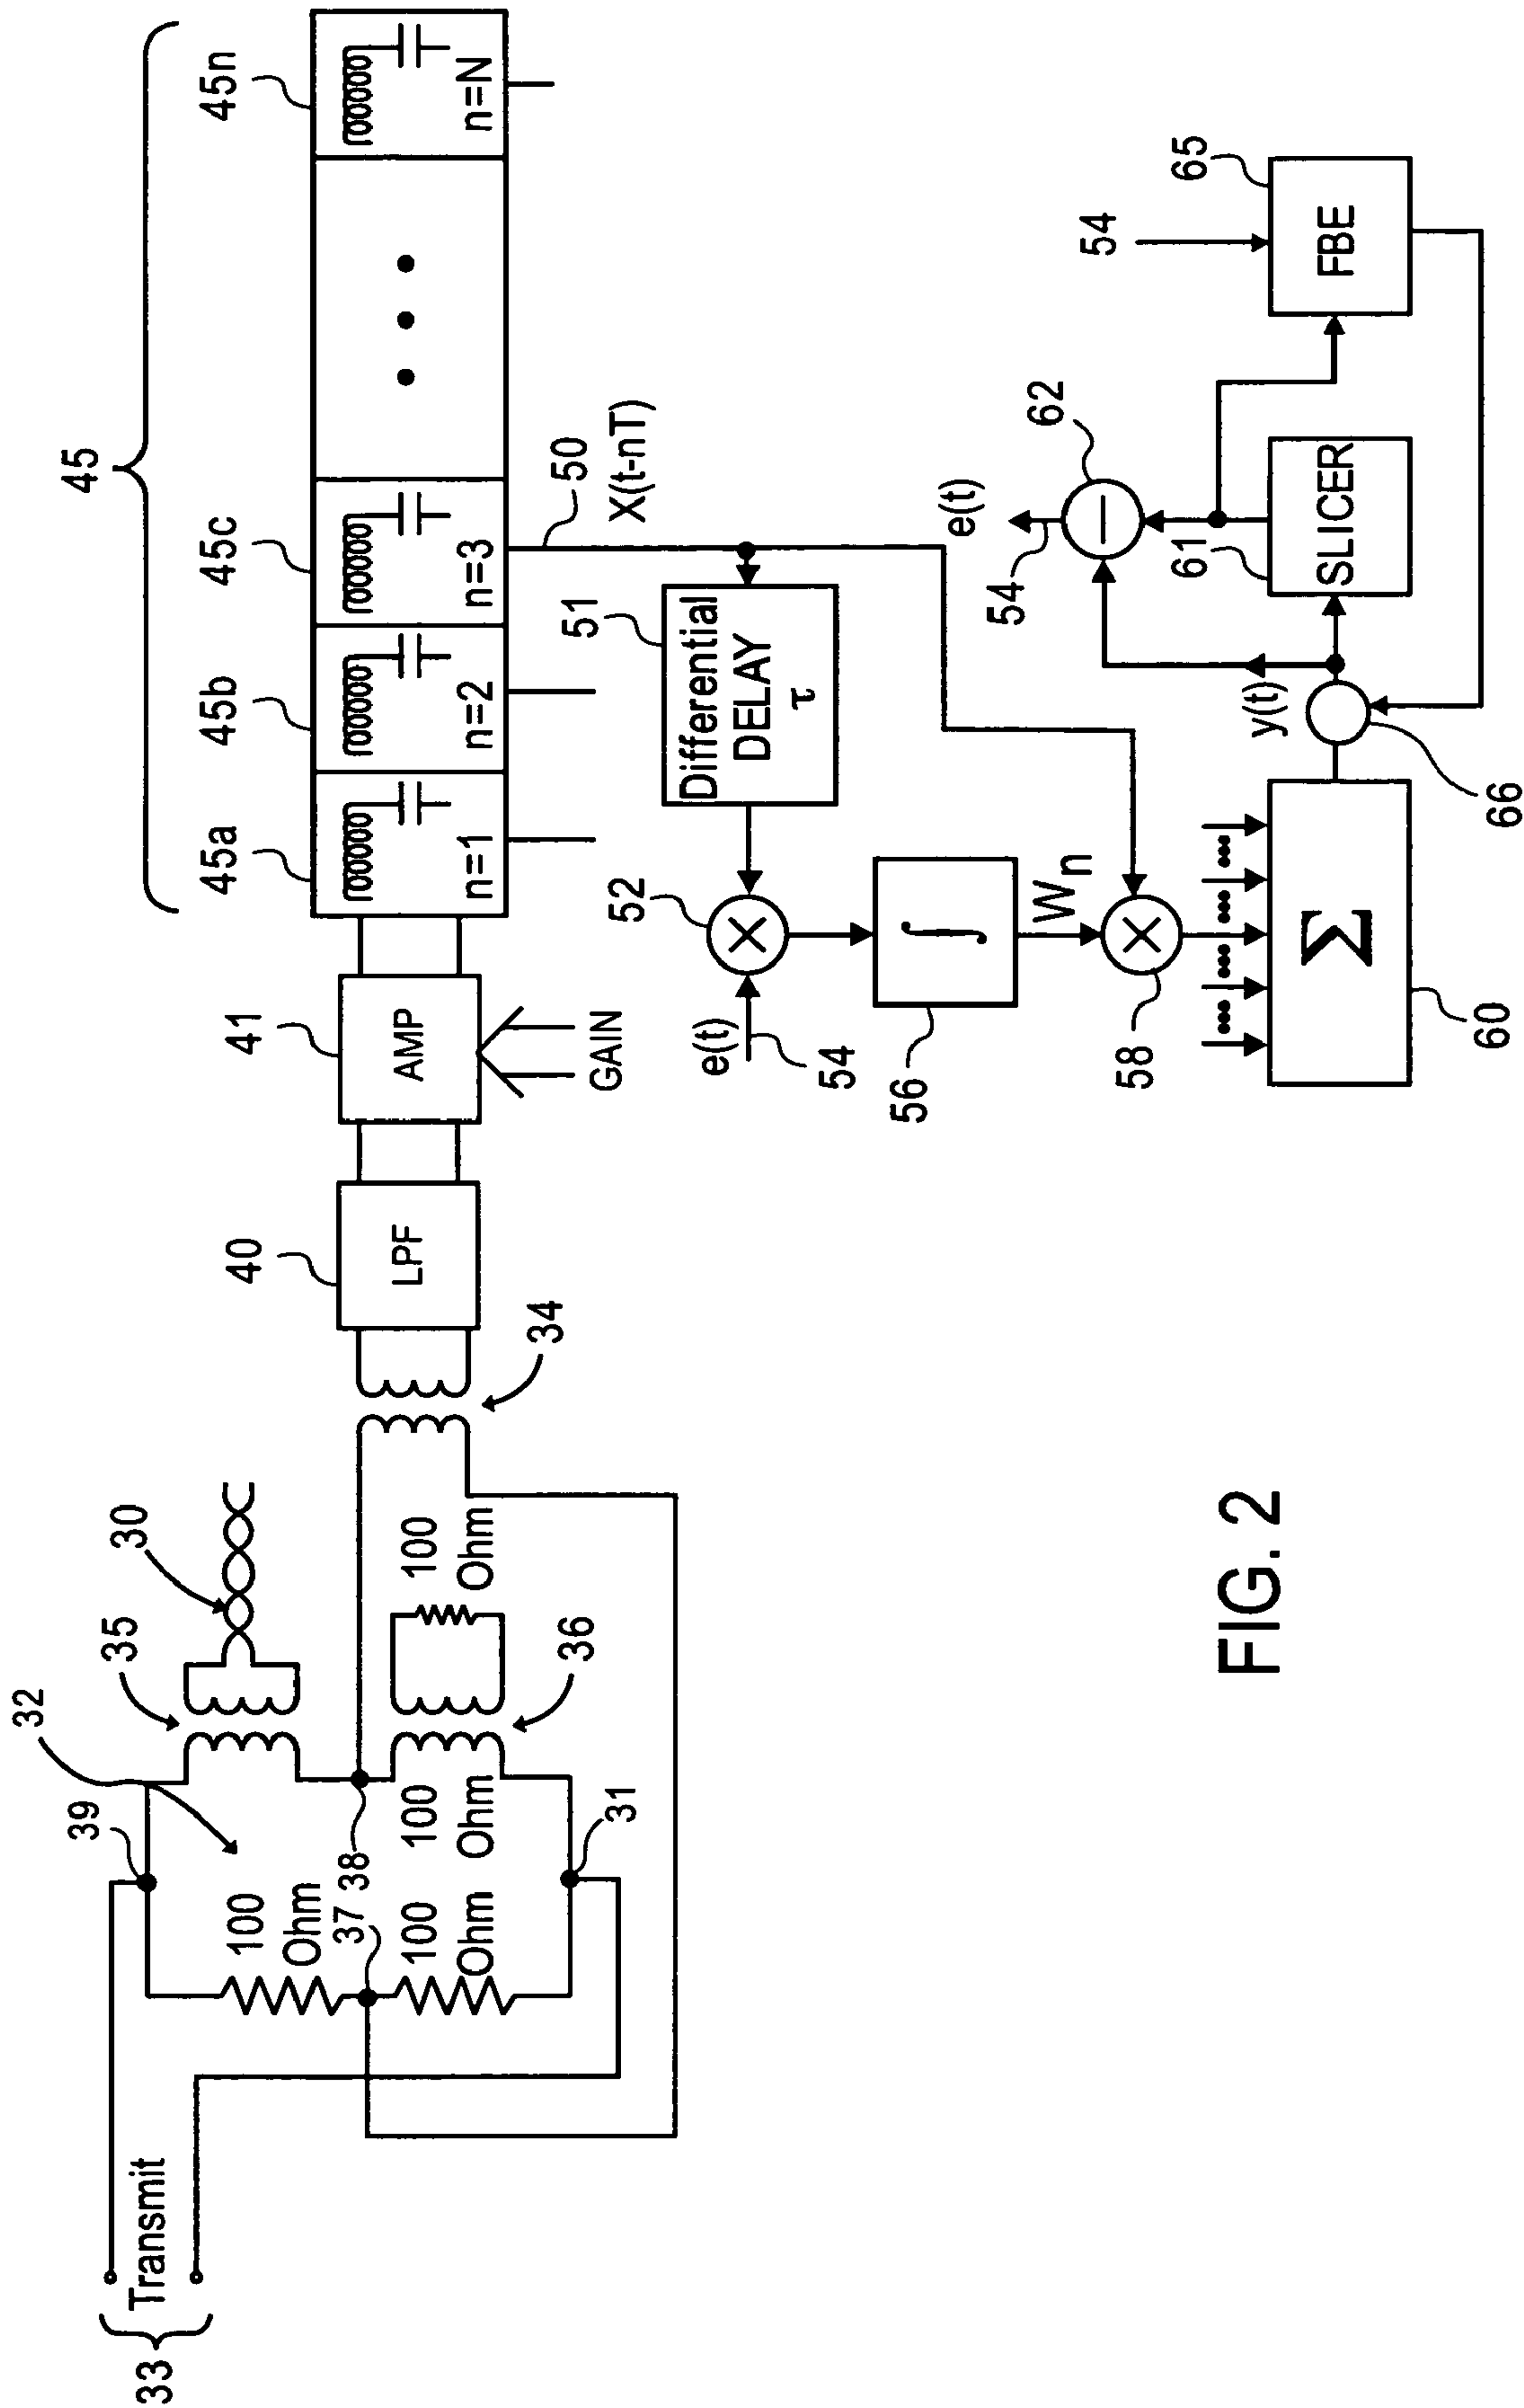 33
Transmit
39
32
35
30
100
Ohm
37
38
100
Ohm
100
Ohm
31
36
100
Ohm
34
40
LPF
41
AMP
GAIN
45
45a
45b
45c
45n
n=1
n=2
n=3
n=N
50
X(t-nT)
51
Differential
DELAY
τ
52
e(t)
54
56
∫
Wn
58
60
Σ
66
y(t)
61
SLICER
62
e(t)
54
54
65
FBE
FIG. 2